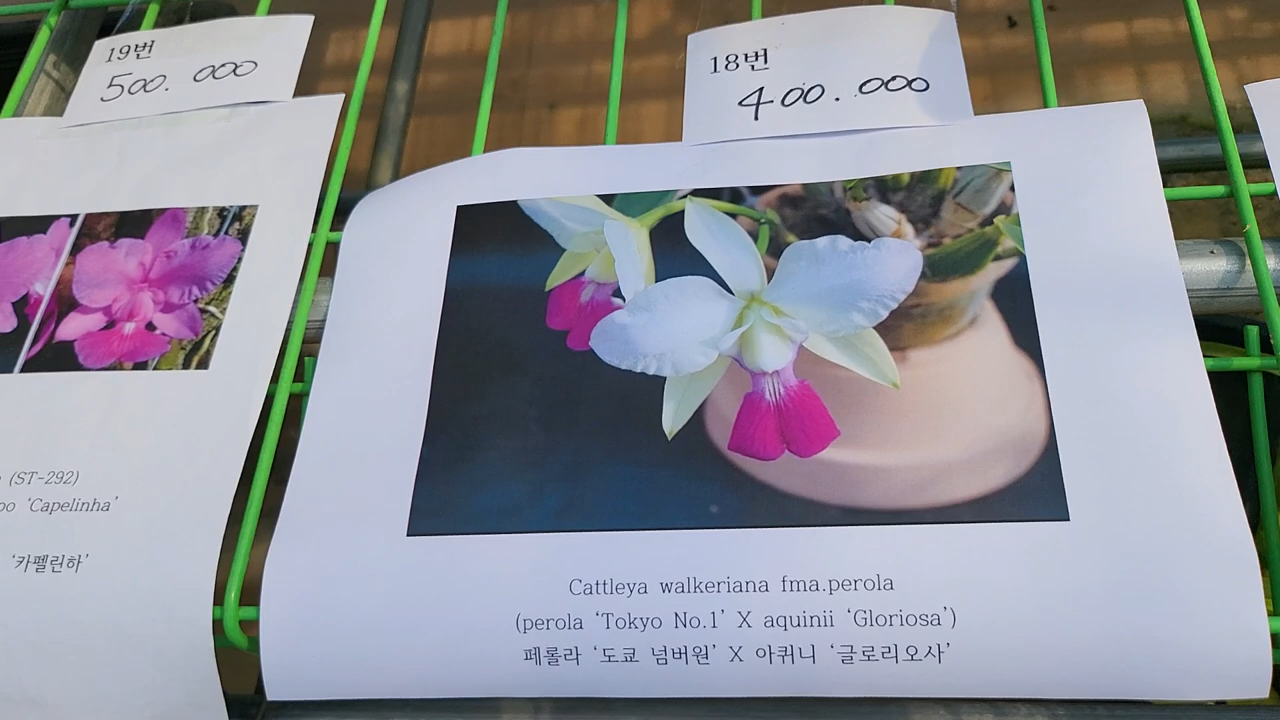 19번
500.000
(ST-292)
‘Capelinha’
‘카펠린하’
18번
400.000
Cattleya walkeriana fma.perola
(perola ‘Tokyo No.1’ X aquinii ‘Gloriosa’)
페롤라 ‘도쿄 넘버원’ X 아퀴니 ‘글로리오사’